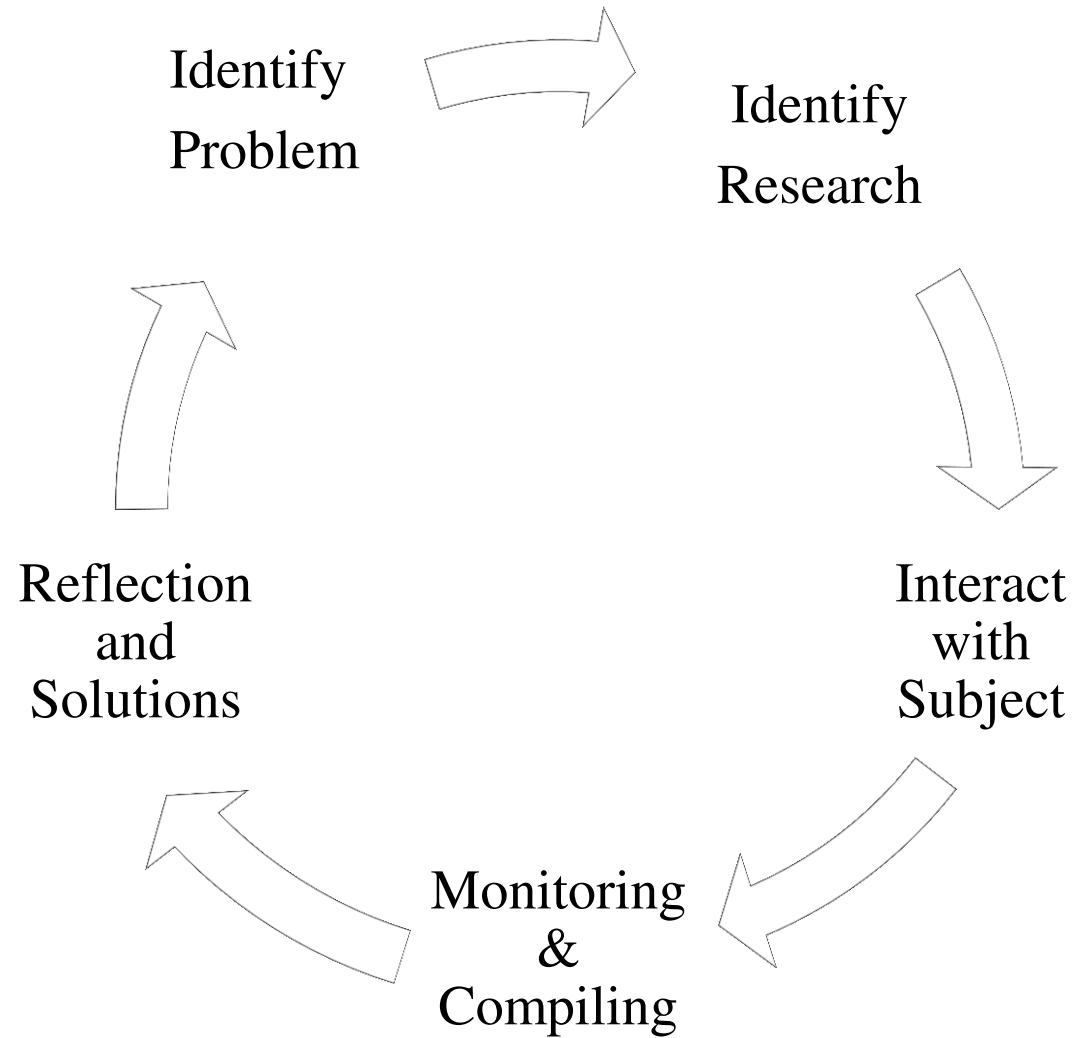 Identify
Problem
Identify
Research
Interact
with
Subject
Monitoring
&
Compiling
Reflection
and
Solutions